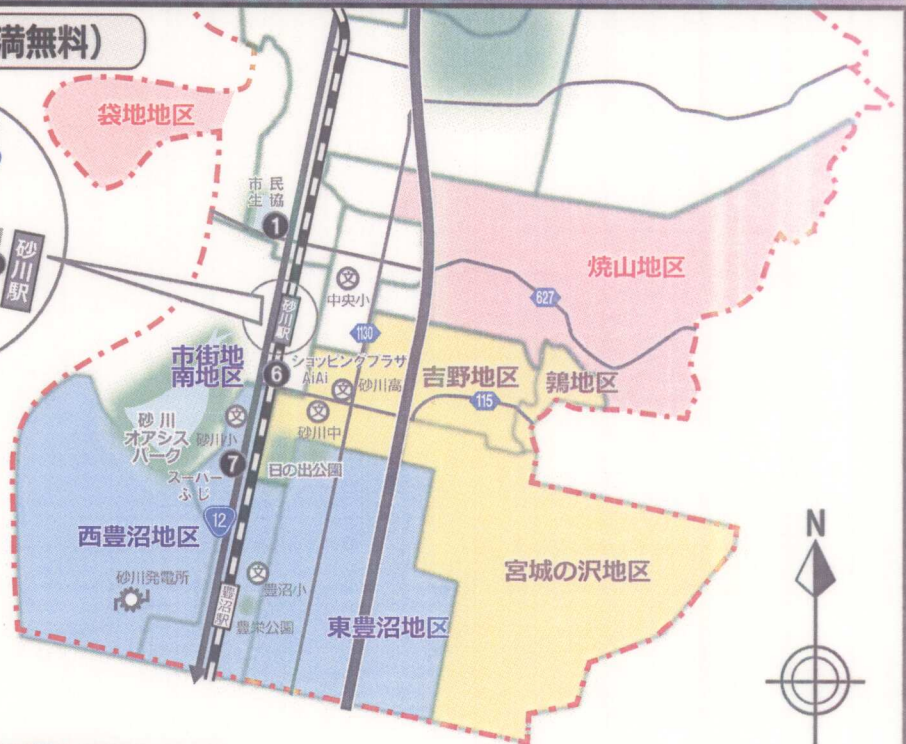 満無料)
袋地地区
市民
生協
1
砂川駅
焼山地区
627
文
中央小
砂川駅
1130
市街地
南地区
6
ショッピングプラザ
AiAi
文
砂川高
吉野地区
鶉地区
115
砂川
オアシス
パーク
文
砂川小
文
砂川中
7
スーパー
ふじ
日の出公園
12
西豊沼地区
宮城の沢地区
N
砂川発電所
文
豊沼小
豊沼駅
豊栄公園
東豊沼地区